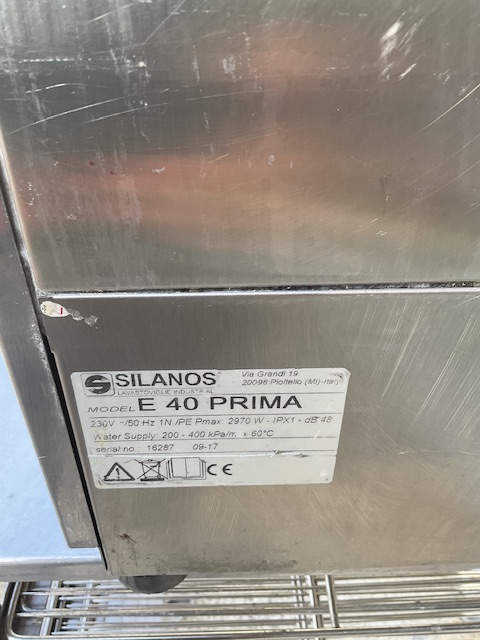 SILANOS
LAVASTOVIGLIE INDUSTRIALI
Via Grandi 19
20096 Pioltello (MI)-Italy
MODEL E 40 PRIMA
230V ~/50 Hz 1N /PE Pmax. 2970 W - IPX1 - dB 48
Water Supply: 200 - 400 kPa/m. x 60°C
serial no. 16287 09-17
CE